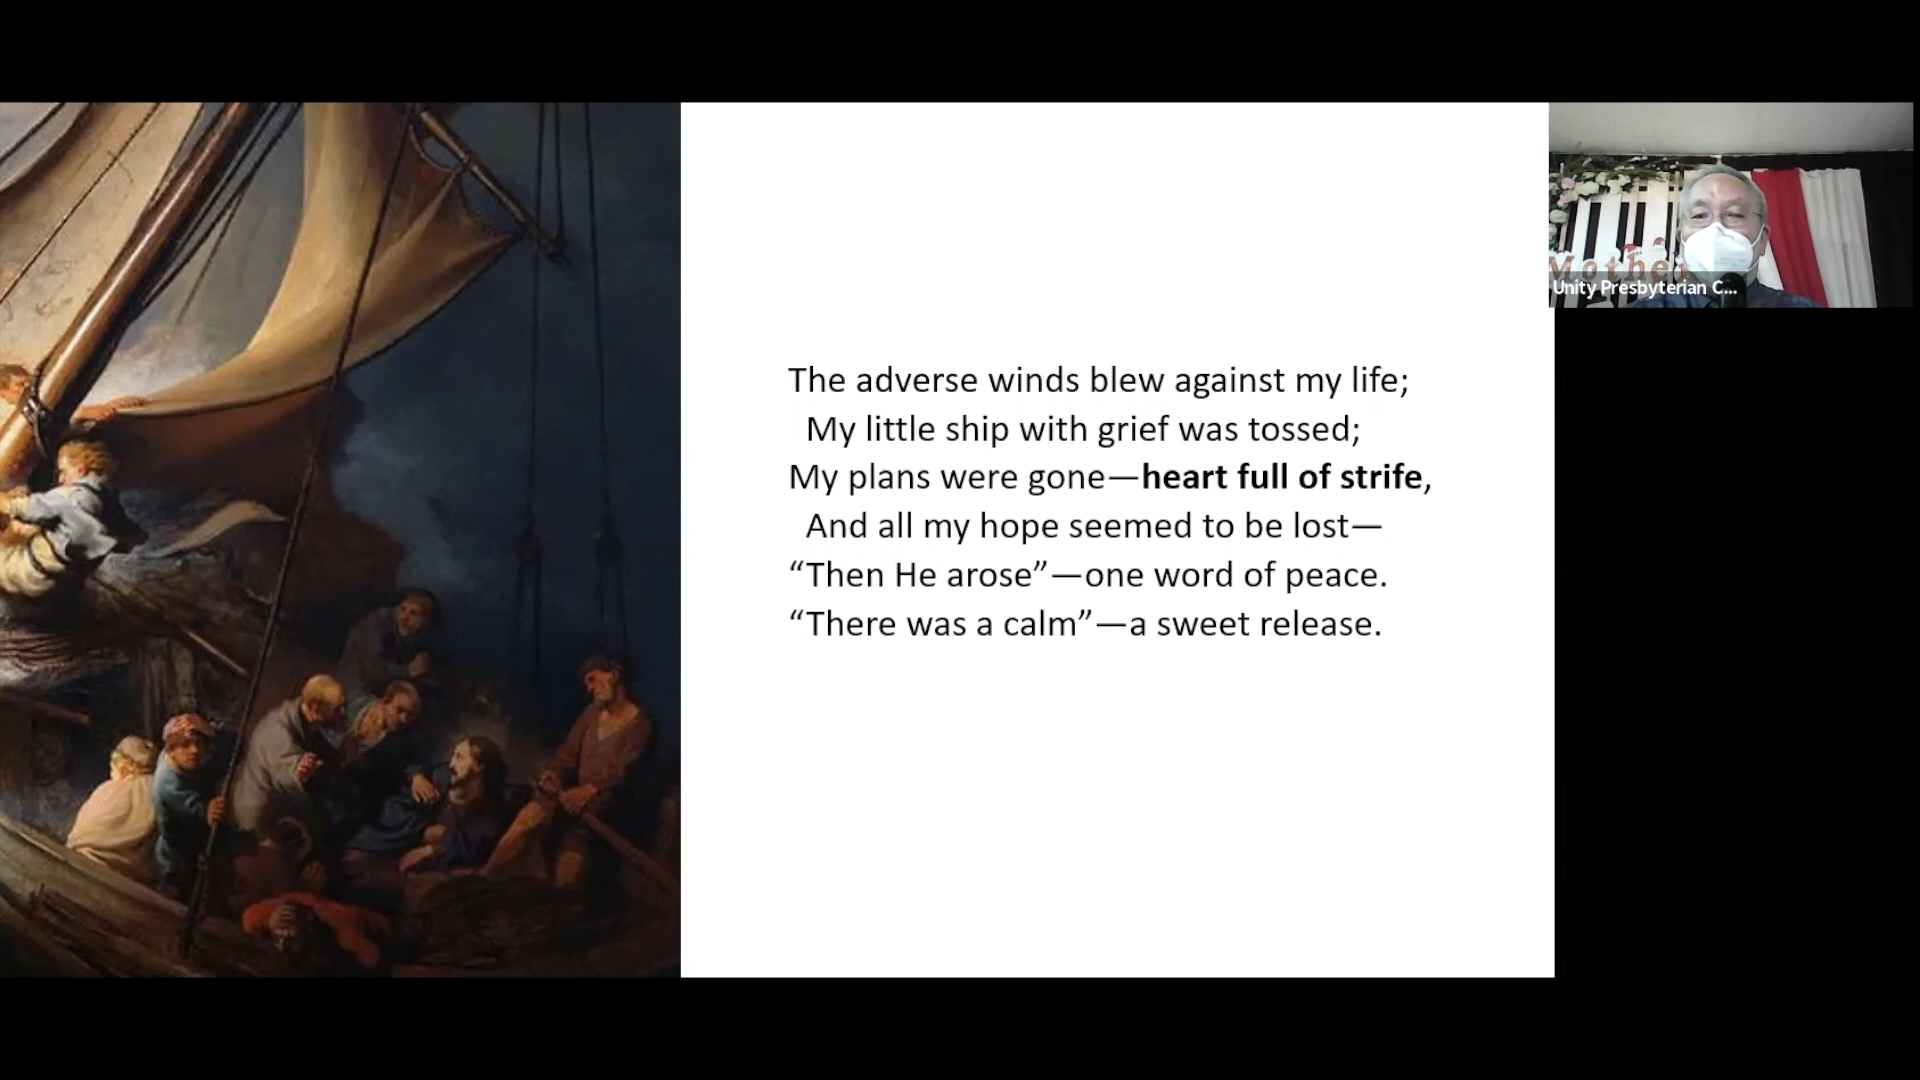 The adverse winds blew against my life;
My little ship with grief was tossed;
My plans were gone—heart full of strife,
And all my hope seemed to be lost—
“Then He arose”—one word of peace.
“There was a calm”—a sweet release.
Mother
Unity Presbyterian C...